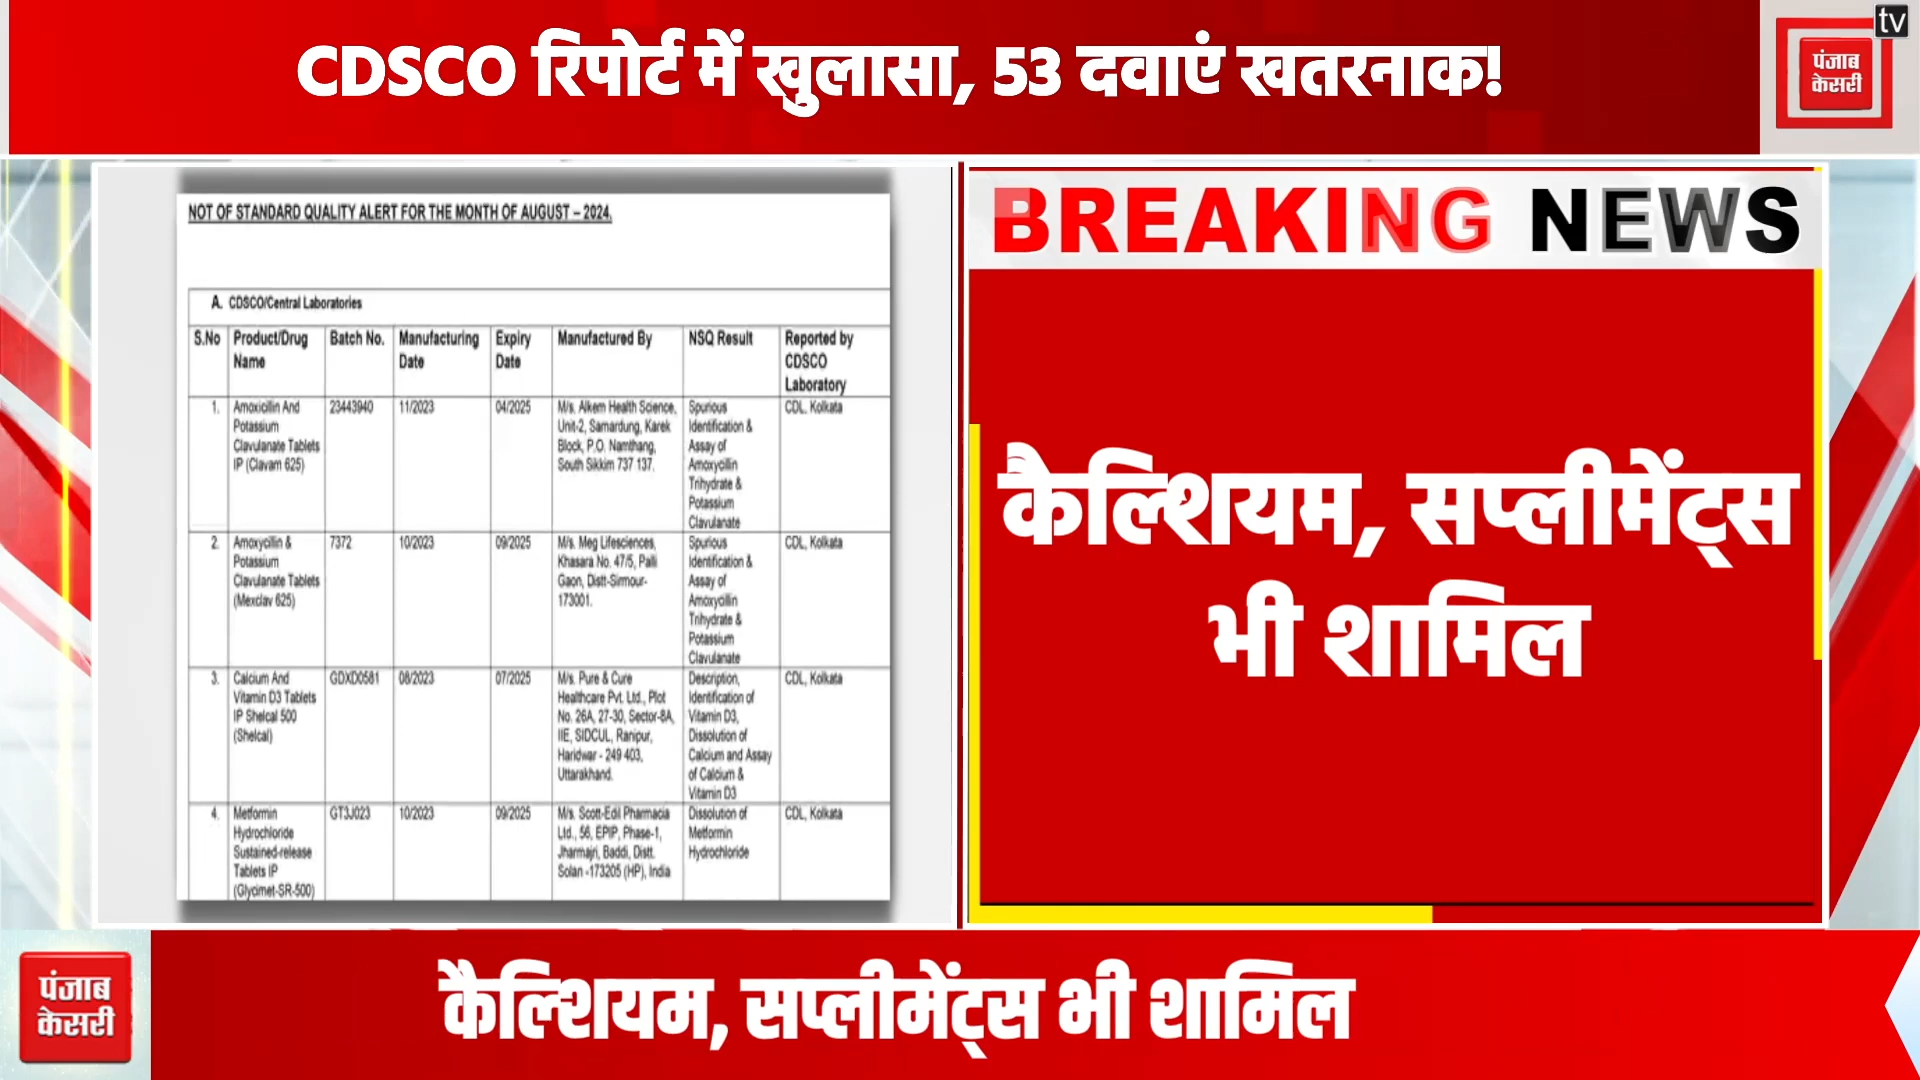 CDSCO रिपोर्ट में खुलासा, 53 दवाएं खतरनाक!
tv
पंजाब
केसरी
NOT OF STANDARD QUALITY ALERT FOR THE MONTH OF AUGUST – 2024.
A. CDSCO/Central Laboratories
S.No Product/Drug Name Batch No. Manufacturing Date Expiry Date Manufactured By NSQ Result Reported by CDSCO Laboratory
1. Amoxicillin And Potassium Clavulanate Tablets IP (Clavam 625) 23443940 11/2023 04/2025 M/s. Alkem Health Science, Unit-2, Samardung, Karek Block, P.O. Namthang, South Sikkim 737 137. Spurious Identification & Assay of Amoxycillin Trihydrate & Potassium Clavulanate CDL, Kolkata
2. Amoxycillin & Potassium Clavulanate Tablets (Mexclav 625) 7372 10/2023 09/2025 M/s. Meg Lifesciences, Khasara No. 47/5, Palli Gaon, Distt-Sirmour-173001. Spurious Identification & Assay of Amoxycillin Trihydrate & Potassium Clavulanate CDL, Kolkata
3. Calcium And Vitamin D3 Tablets IP Shelcal 500 (Shelcal) GDXD0581 08/2023 07/2025 M/s. Pure & Cure Healthcare Pvt. Ltd., Plot No. 26A, 27-30, Sector-8A, IIE, SIDCUL, Ranipur, Haridwar - 249 403, Uttarakhand. Description, Identification of Vitamin D3, Dissolution of Calcium and Assay of Calcium & Vitamin D3 CDL, Kolkata
4. Metformin Hydrochloride Sustained-release Tablets IP (Glycimet-SR-500) GT3J023 10/2023 09/2025 M/s. Scott-Edil Pharmacia Ltd., 56, EPIP, Phase-1, Jharmajri, Baddi, Distt. Solan -173205 (HP), India Dissolution of Metformin Hydrochloride CDL, Kolkata
BREAKING NEWS
कैल्शियम, सप्लीमेंट्स
भी शामिल
पंजाब
केसरी
कैल्शियम, सप्लीमेंट्स भी शामिल